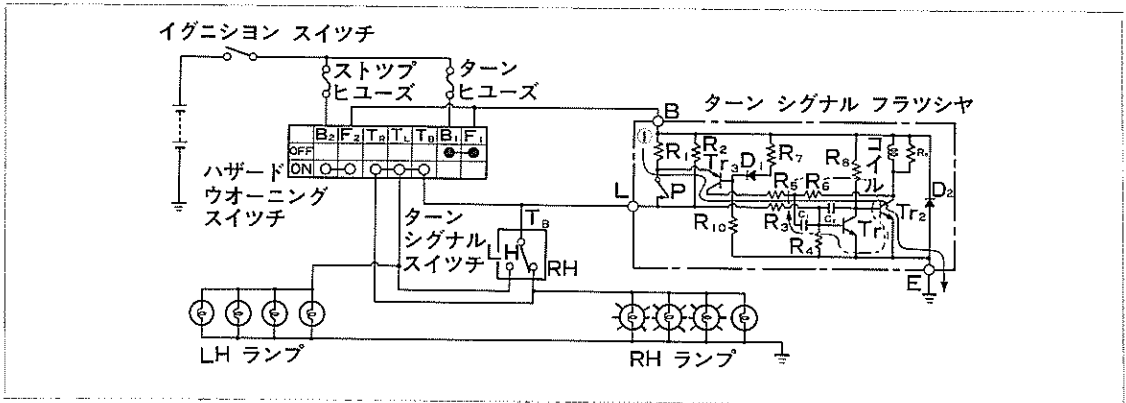 イグニシヨン スイツチ
ストツプ
ヒユーズ
ターン
ヒユーズ
B
ターン シグナル フラツシヤ
B₂ F₂ T_R T_L T_B B₁ F₁
OFF
ON
ハザード
ウオーニング
スイツチ
ターン
シグナル
スイツチ
T_B
LH
RH
L
①
R₁
P
R₂
Tr₃
D₁
R₇
R₅
R₆
R₈
コイル
D₂
R₁₀
R₃
R₄
C₁
Tr₁
Tr₂
E
LH ランプ
RH ランプ